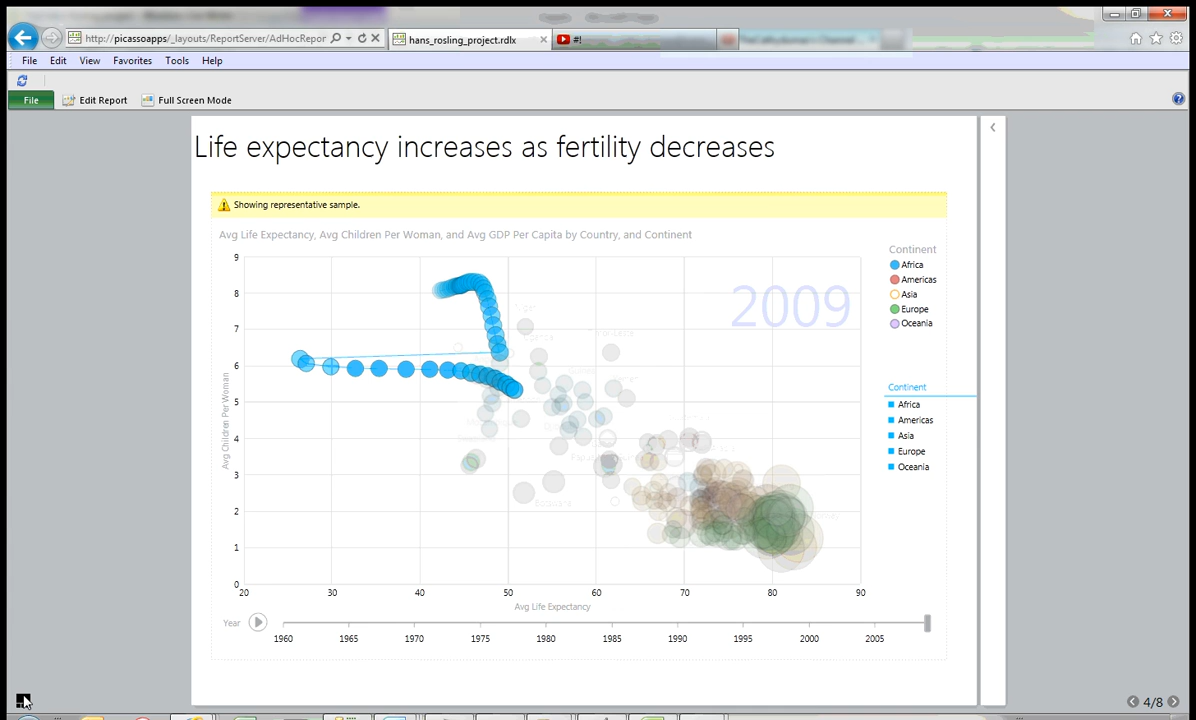 http://picassoapps/_layouts/ReportServer/AdHocRepor
hans_rosling_project.rdlx
#!
File Edit View Favorites Tools Help
File Edit Report Full Screen Mode
Life expectancy increases as fertility decreases
Showing representative sample.
Avg Life Expectancy, Avg Children Per Woman, and Avg GDP Per Capita by Country, and Continent
Continent
Africa
Americas
Asia
Europe
Oceania
2009
9
8
7
6
5
4
3
2
1
0
Avg Children Per Woman
20 30 40 50 60 70 80 90
Avg Life Expectancy
Continent
Africa
Americas
Asia
Europe
Oceania
Year
1960 1965 1970 1975 1980 1985 1990 1995 2000 2005
4/8